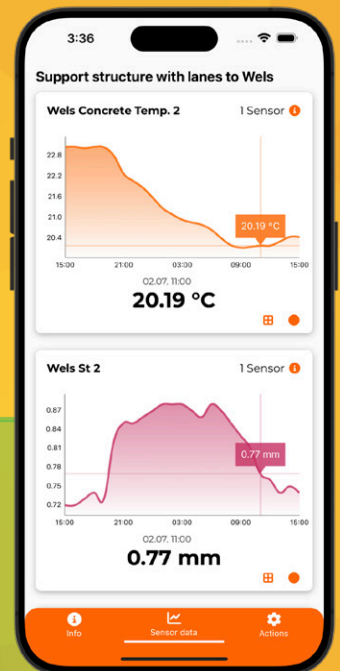 3:36
Support structure with lanes to Wels
Wels Concrete Temp. 2 1 Sensor
22.8
22.2
21.6
21.0
20.4
20.19 °C
15:00 21:00 03:00 09:00 15:00
02.07. 11:00
20.19 °C
Wels St 2 1 Sensor
0.87
0.84
0.81
0.78
0.75
0.72
0.77 mm
15:00 21:00 03:00 09:00 15:00
02.07. 11:00
0.77 mm
Info Sensor data Actions